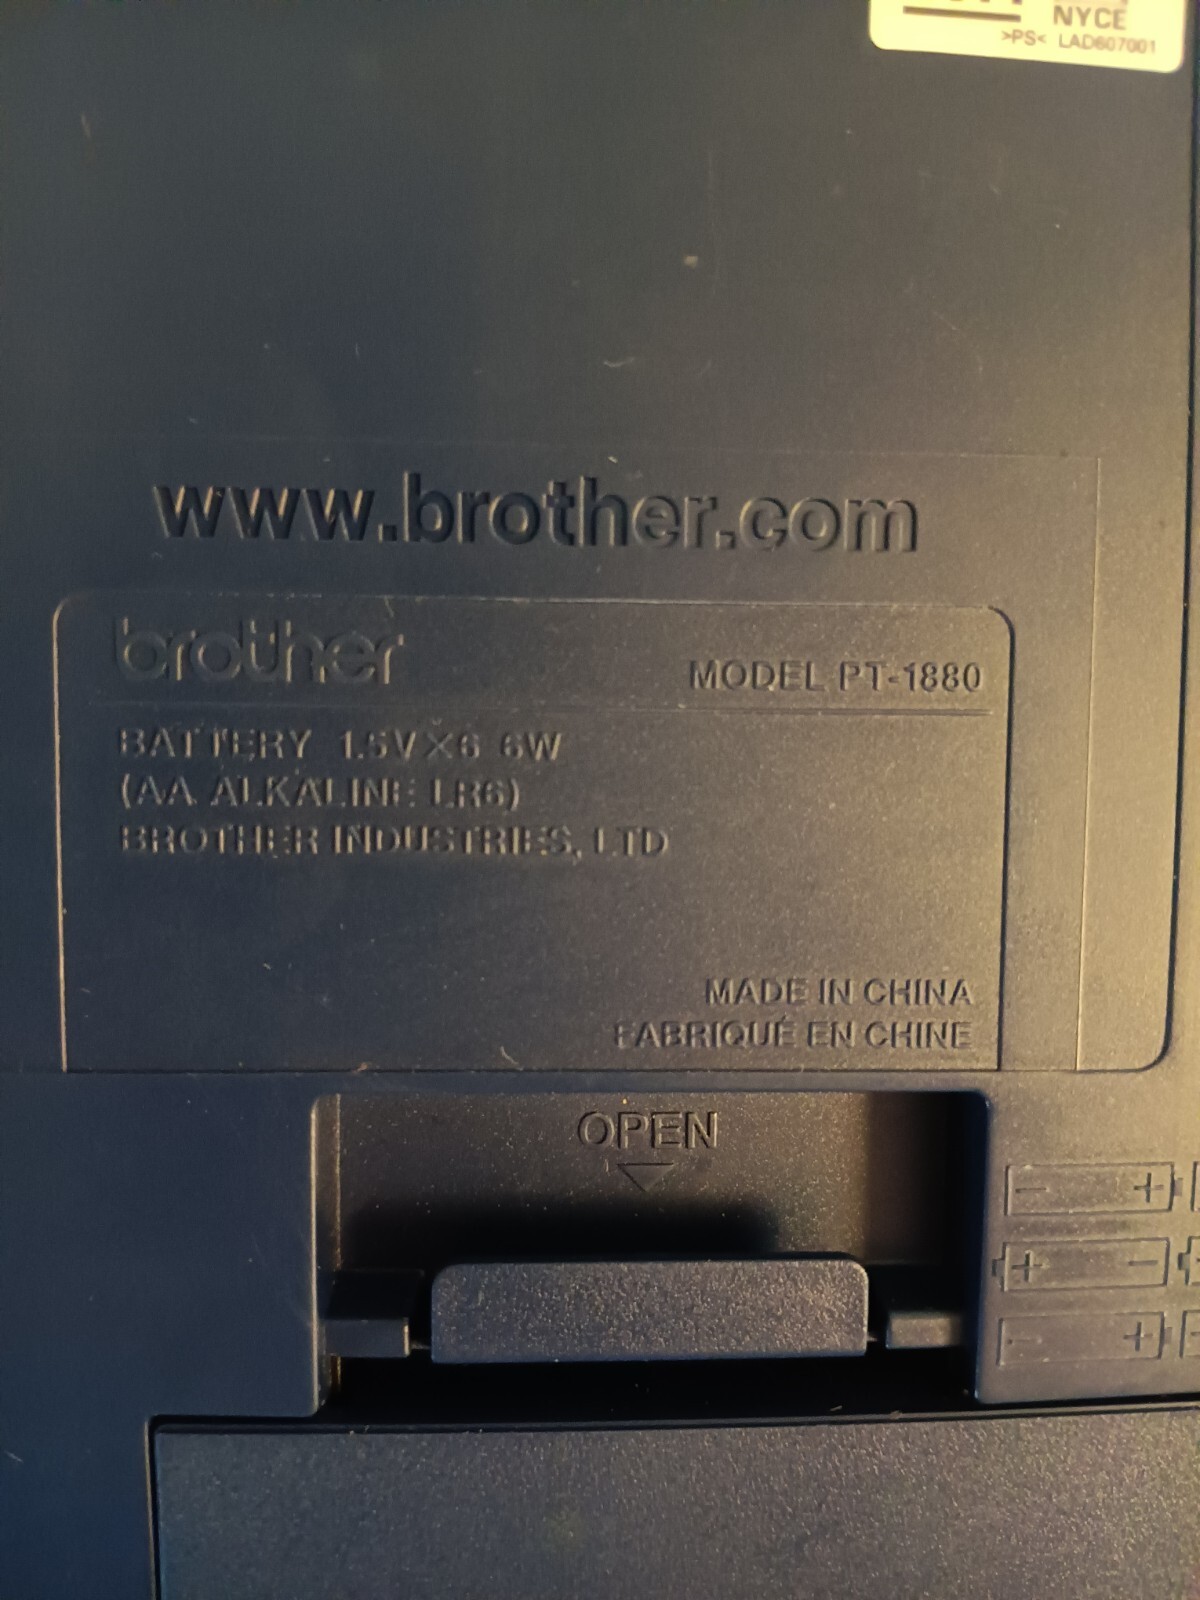 NYCE
>PS< LAD607001
www.brother.com
brother
MODEL PT-1880
BATTERY 1.5V×6 6W
(AA ALKALINE LR6)
BROTHER INDUSTRIES, LTD
MADE IN CHINA
FABRIQUÉ EN CHINE
OPEN
- +
+ -
- +